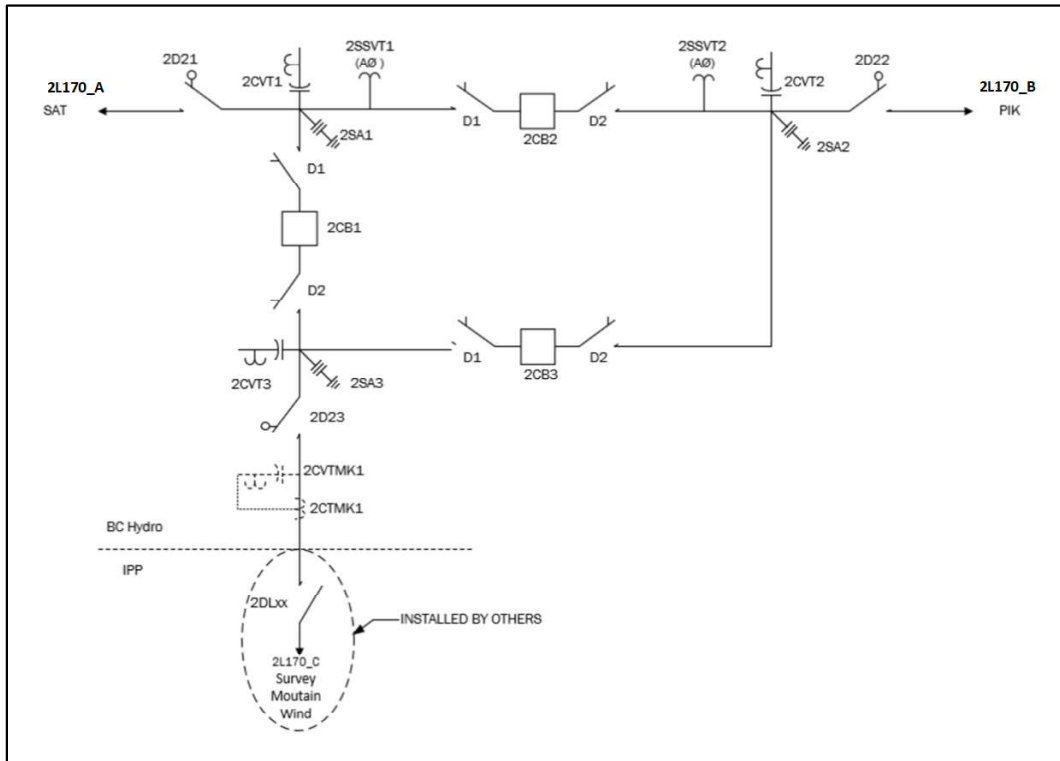 2SSVT1
(AØ)
2SSVT2
(AØ)
2D21
2CVT1
2CVT2
2D22
2L170_A
SAT
2L170_B
PIK
D1
2CB2
D2
2SA1
2SA2
D1
2CB1
D2
D1
2CB3
D2
2CVT3
2SA3
2D23
2CVTMK1
2CTMK1
BC Hydro
IPP
2DLxx
INSTALLED BY OTHERS
2L170_C
Survey
Moutain
Wind